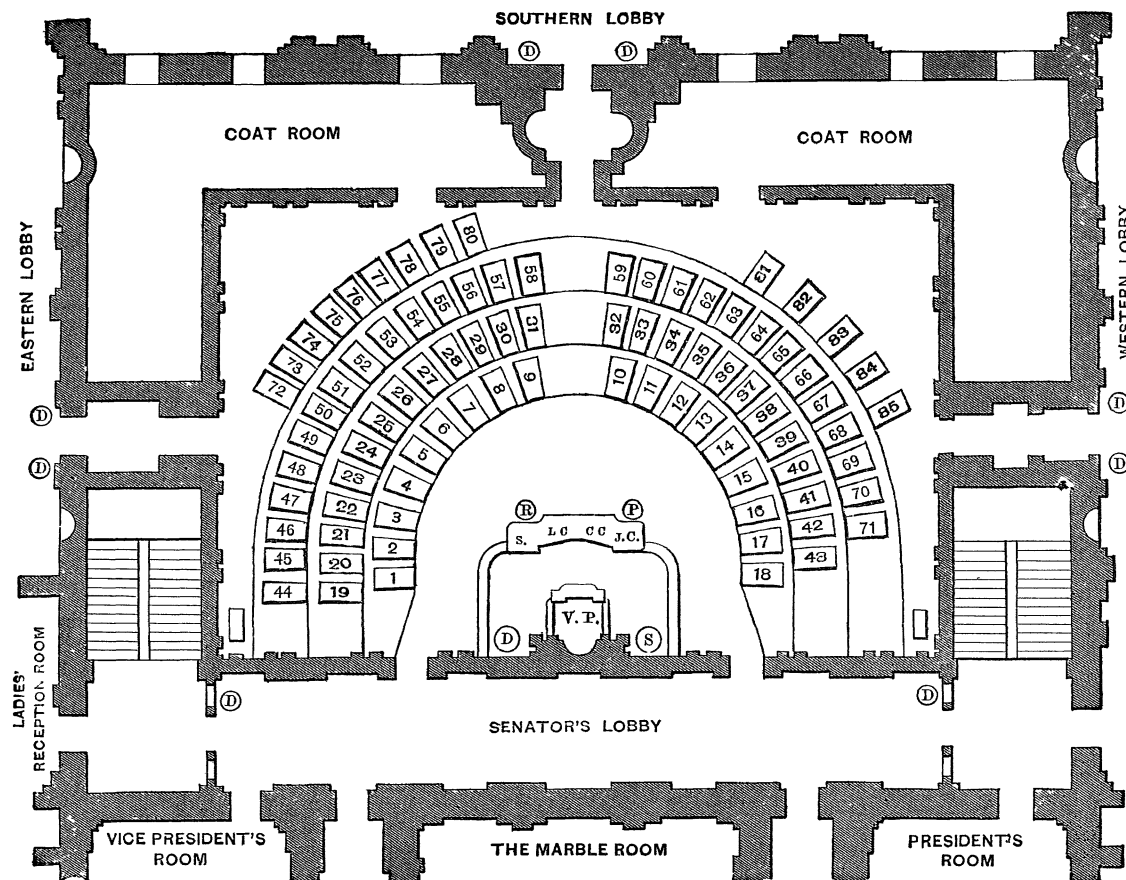 SOUTHERN LOBBY
D D
COAT ROOM
COAT ROOM
EASTERN LOBBY
WESTERN LOBBY
72 73 74 75 76 77 78 79 80
81 82 83 84 85
44 45 46 47 48 49 50 51 52 53 54 55 56 57 58
59 60 61 62 63 64 65 66 67 68 69 70 71
19 20 21 22 23 24 25 26 27 28 29 30 31
32 33 34 35 36 37 38 39 40 41 42 43
1 2 3 4 5 6 7 8 9
10 11 12 13 14 15 16 17 18
D D
D D
R P
S. L C C C J.C.
V. P.
D S
LADIES'
RECEPTION ROOM
D D
SENATOR'S LOBBY
VICE PRESIDENT'S
ROOM
THE MARBLE ROOM
PRESIDENT'S
ROOM